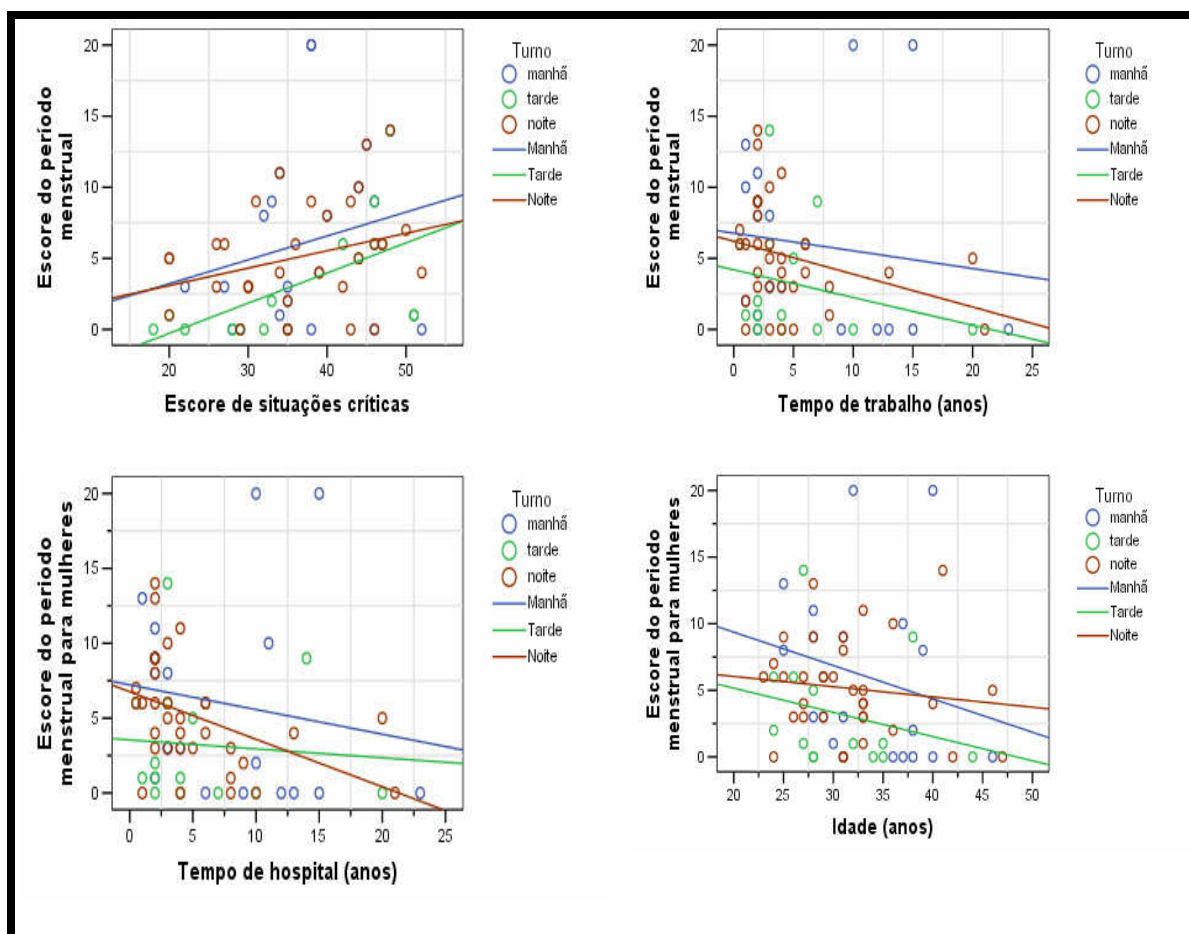 Escore do período
menstrual
20
15
10
5
0
20
30
40
50
Escore de situações críticas
Turno
manhã
tarde
noite
Manhã
Tarde
Noite
Escore do período
menstrual
20
15
10
5
0
0
5
10
15
20
25
Tempo de trabalho (anos)
Turno
manhã
tarde
noite
Manhã
Tarde
Noite
Escore do período
menstrual para mulheres
20
15
10
5
0
0
5
10
15
20
25
Tempo de hospital (anos)
Turno
manhã
tarde
noite
Manhã
Tarde
Noite
Escore do período
menstrual para mulheres
20
15
10
5
0
20
25
30
35
40
45
50
Idade (anos)
Turno
manhã
tarde
noite
Manhã
Tarde
Noite